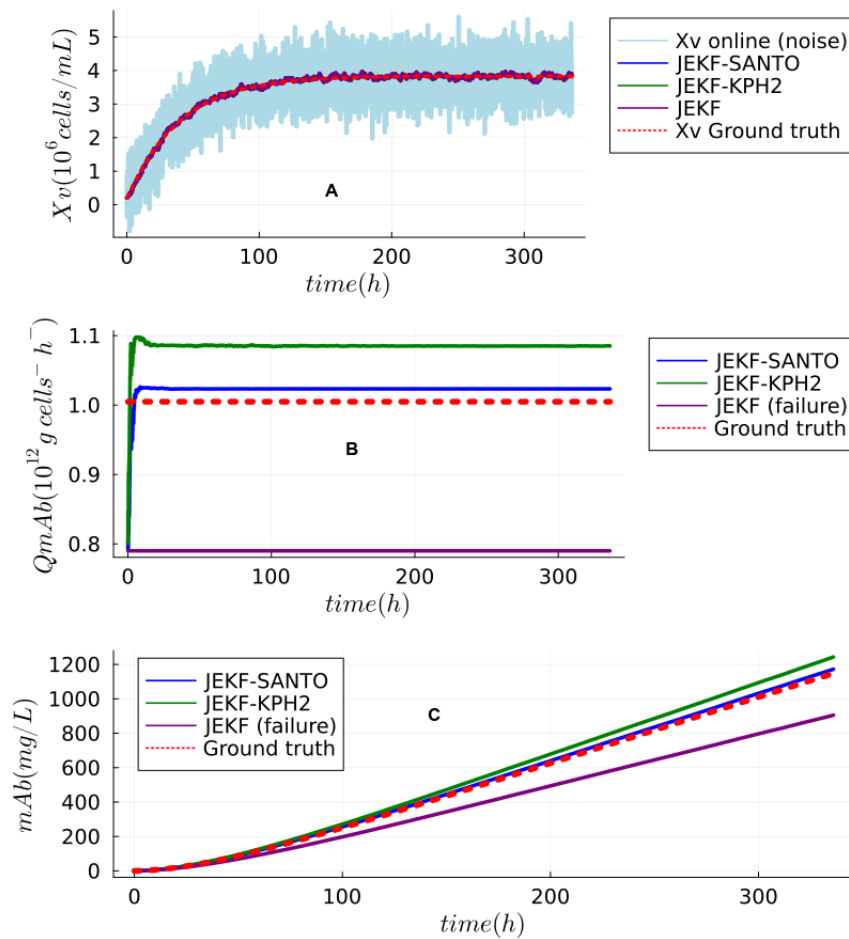 5
4
3
2
1
0
Xv(10^6 cells/mL)
A
0 100 200 300
time(h)
Xv online (noise)
JEKF-SANTO
JEKF-KPH2
JEKF
Xv Ground truth
1.1
1.0
0.9
0.8
QmAb(10^12 g cells^- h^-)
B
0 100 200 300
time(h)
JEKF-SANTO
JEKF-KPH2
JEKF (failure)
Ground truth
1200
1000
800
600
400
200
0
mAb(mg/L)
JEKF-SANTO
JEKF-KPH2
JEKF (failure)
Ground truth
C
0 100 200 300
time(h)